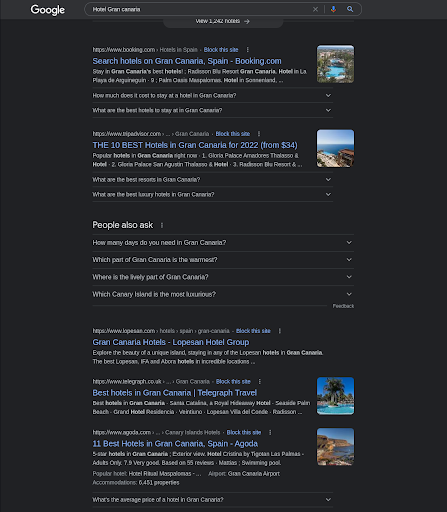 Google
Hotel Gran canaria
View 1,242 hotels →
https://www.booking.com › Hotels in Spain · Block this site
Search hotels on Gran Canaria, Spain - Booking.com
Stay in Gran Canaria's best hotels! ; Radisson Blu Resort Gran Canaria. Hotel in La
Playa de Arguineguin · 9 ; Palm Oasis Maspalomas. Hotel in Sonnenland, ...
How much does it cost to stay at a hotel in Gran Canaria?
What are the best hotels to stay at in Gran Canaria?
https://www.tripadvisor.com › ... › Gran Canaria · Block this site
THE 10 BEST Hotels in Gran Canaria for 2022 (from $34)
Popular hotels in Gran Canaria right now · 1. Gloria Palace Amadores Thalasso &
Hotel · 2. Gloria Palace San Agustin Thalasso & Hotel · 3. Radisson Blu Resort & ...
What are the best resorts in Gran Canaria?
What are the best luxury hotels in Gran Canaria?
People also ask
How many days do you need in Gran Canaria?
Which part of Gran Canaria is the warmest?
Where is the lively part of Gran Canaria?
Which Canary Island is the most luxurious?
Feedback
https://www.lopesan.com › hotels › spain › gran-canaria · Block this site
Gran Canaria Hotels - Lopesan Hotel Group
Explore the beauty of a unique island, staying in any of the Lopesan hotels in Gran Canaria.
The best Lopesan, IFA and Abora hotels in incredible locations ...
https://www.telegraph.co.uk › ... › Gran Canaria · Block this site
Best hotels in Gran Canaria | Telegraph Travel
Best hotels in Gran Canaria · Santa Catalina, a Royal Hideaway Hotel · Seaside Palm
Beach · Grand Hotel Residencia · Veintiuno · Lopesan Villa del Conde · Radisson ...
https://www.agoda.com › ... › Canary Islands Hotels · Block this site
11 Best Hotels in Gran Canaria, Spain - Agoda
5-star hotels in Gran Canaria ; Exterior view. Hotel Cristina by Tigotan Las Palmas -
Adults Only. 7.9 Very good. Based on 55 reviews · Matias ; Swimming pool.
Popular hotel: Hotel Riu Gran Maspalomas - ... Airport: Gran Canaria Airport
Accommodations: 5,451 properties
What's the average price of a hotel in Gran Canaria?